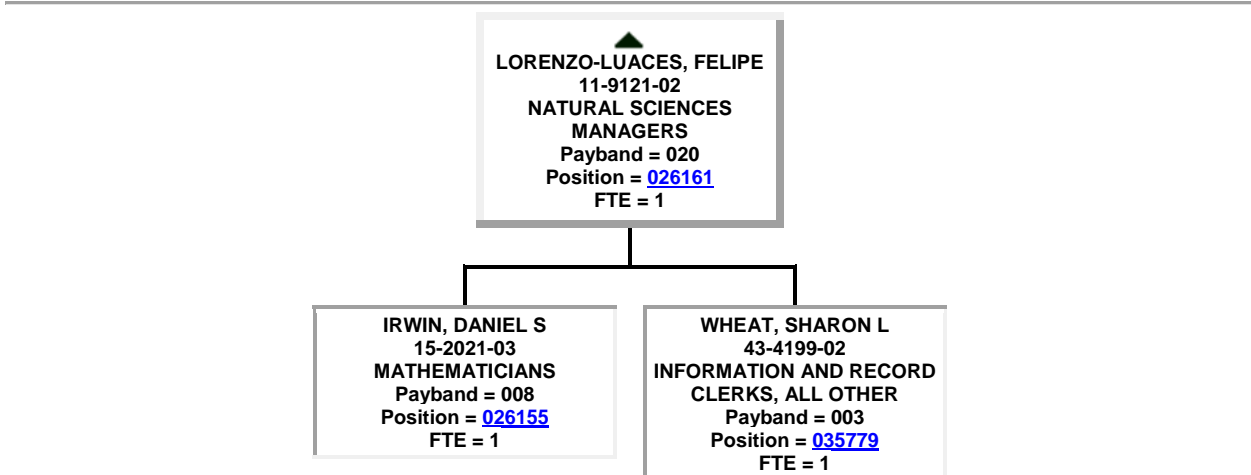 LORENZO-LUACES, FELIPE
11-9121-02
NATURAL SCIENCES
MANAGERS
Payband = 020
Position = 026161
FTE = 1
IRWIN, DANIEL S
15-2021-03
MATHEMATICIANS
Payband = 008
Position = 026155
FTE = 1
WHEAT, SHARON L
43-4199-02
INFORMATION AND RECORD
CLERKS, ALL OTHER
Payband = 003
Position = 035779
FTE = 1